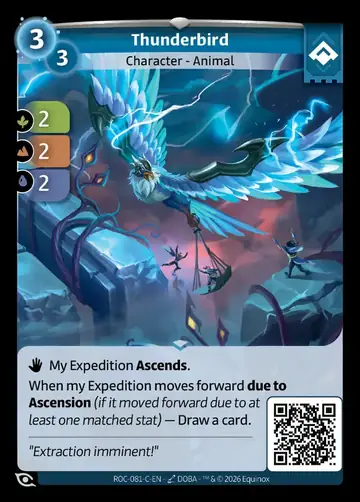 3
3
Thunderbird
Character - Animal
2
2
2
My Expedition Ascends.
When my Expedition moves forward due to
Ascension (if it moved forward due to at
least one matched stat) — Draw a card.
"Extraction imminent!"
ROC-081-C-EN - DOBA - ™ & © 2026 Equinox